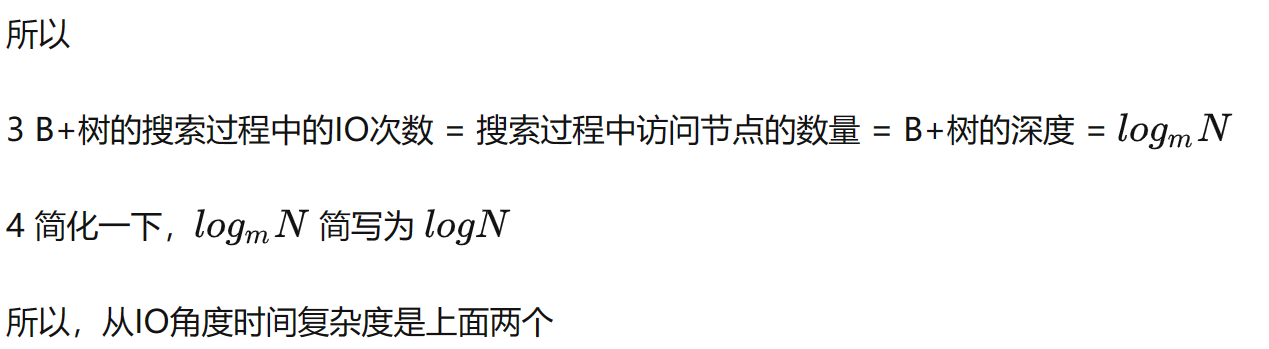 所以
3 B+树的搜索过程中的IO次数 = 搜索过程中访问节点的数量 = B+树的深度 = $log_m N$
4 简化一下，$log_m N$ 简写为 $logN$
所以，从IO角度时间复杂度是上面两个